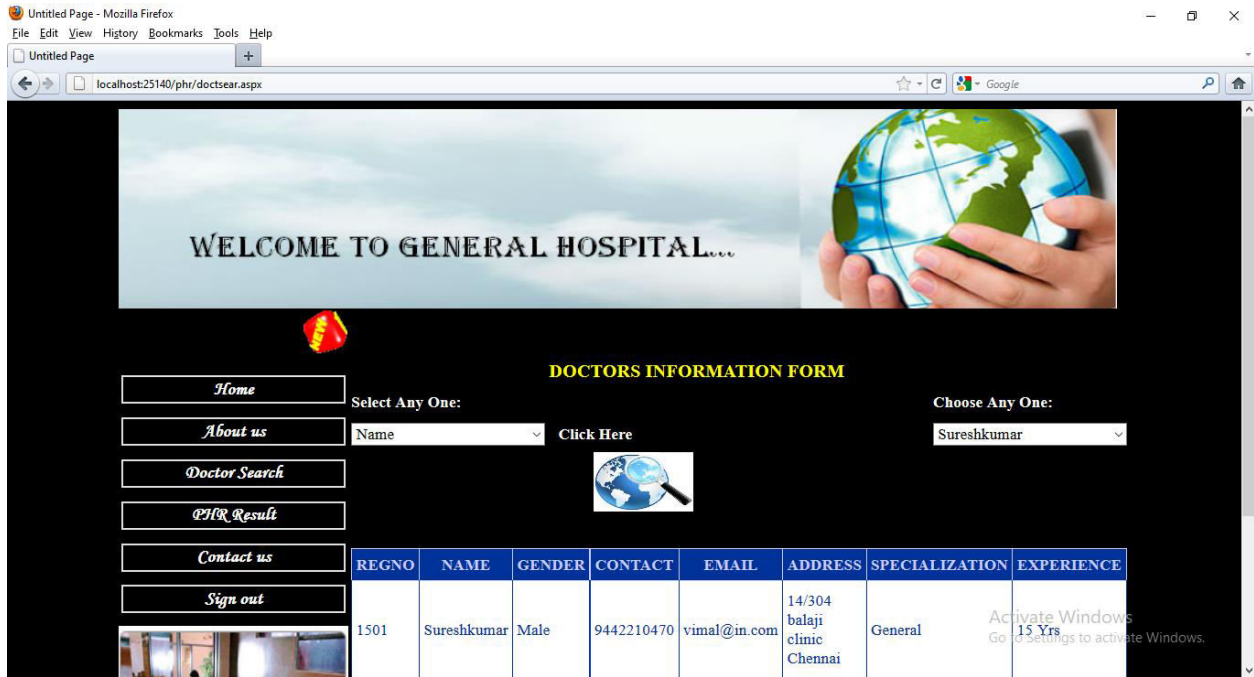 Untitled Page - Mozilla Firefox
File Edit View History Bookmarks Tools Help
Untitled Page
localhost:25140/phr/doctsear.aspx
Google
WELCOME TO GENERAL HOSPITAL...
NEW
DOCTORS INFORMATION FORM
Home
About us
Doctor Search
PHR Result
Contact us
Sign out
Select Any One:
Choose Any One:
Name
Click Here
Sureshkumar
REGNO NAME GENDER CONTACT EMAIL ADDRESS SPECIALIZATION EXPERIENCE
1501 Sureshkumar Male 9442210470 vimal@in.com
14/304
balaji
clinic
Chennai
General 15 Yrs
Activate Windows
Go to Settings to activate Windows.